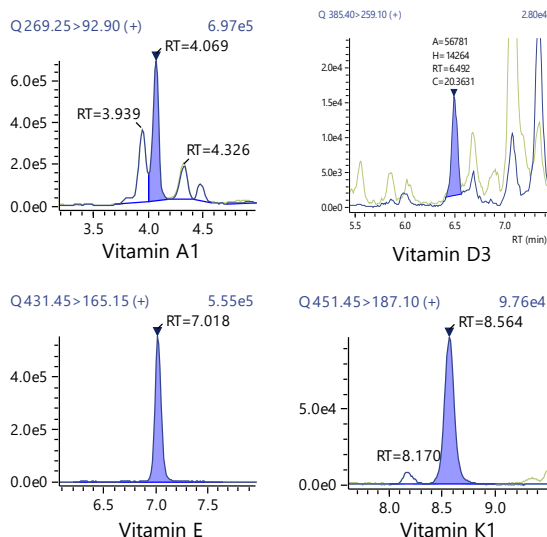 Q 269.25>92.90 (+) 6.97e5
RT=4.069
6.0e5
RT=3.939
4.0e5
RT=4.326
2.0e5
0.0e0
3.5 4.0 4.5
Vitamin A1
Q 385.40>259.10 (+) 2.80e4
A=56781
H=14264
RT=6.492
C=20.3631
2.0e4
1.5e4
1.0e4
5.0e3
0.0e0
5.5 6.0 6.5 7.0
RT (min)
Vitamin D3
Q 431.45>165.15 (+) 5.55e5
RT=7.018
4.0e5
2.0e5
0.0e0
6.5 7.0 7.5
Vitamin E
Q 451.45>187.10 (+) 9.76e4
RT=8.564
5.0e4
RT=8.170
0.0e0
8.0 8.5 9.0
Vitamin K1